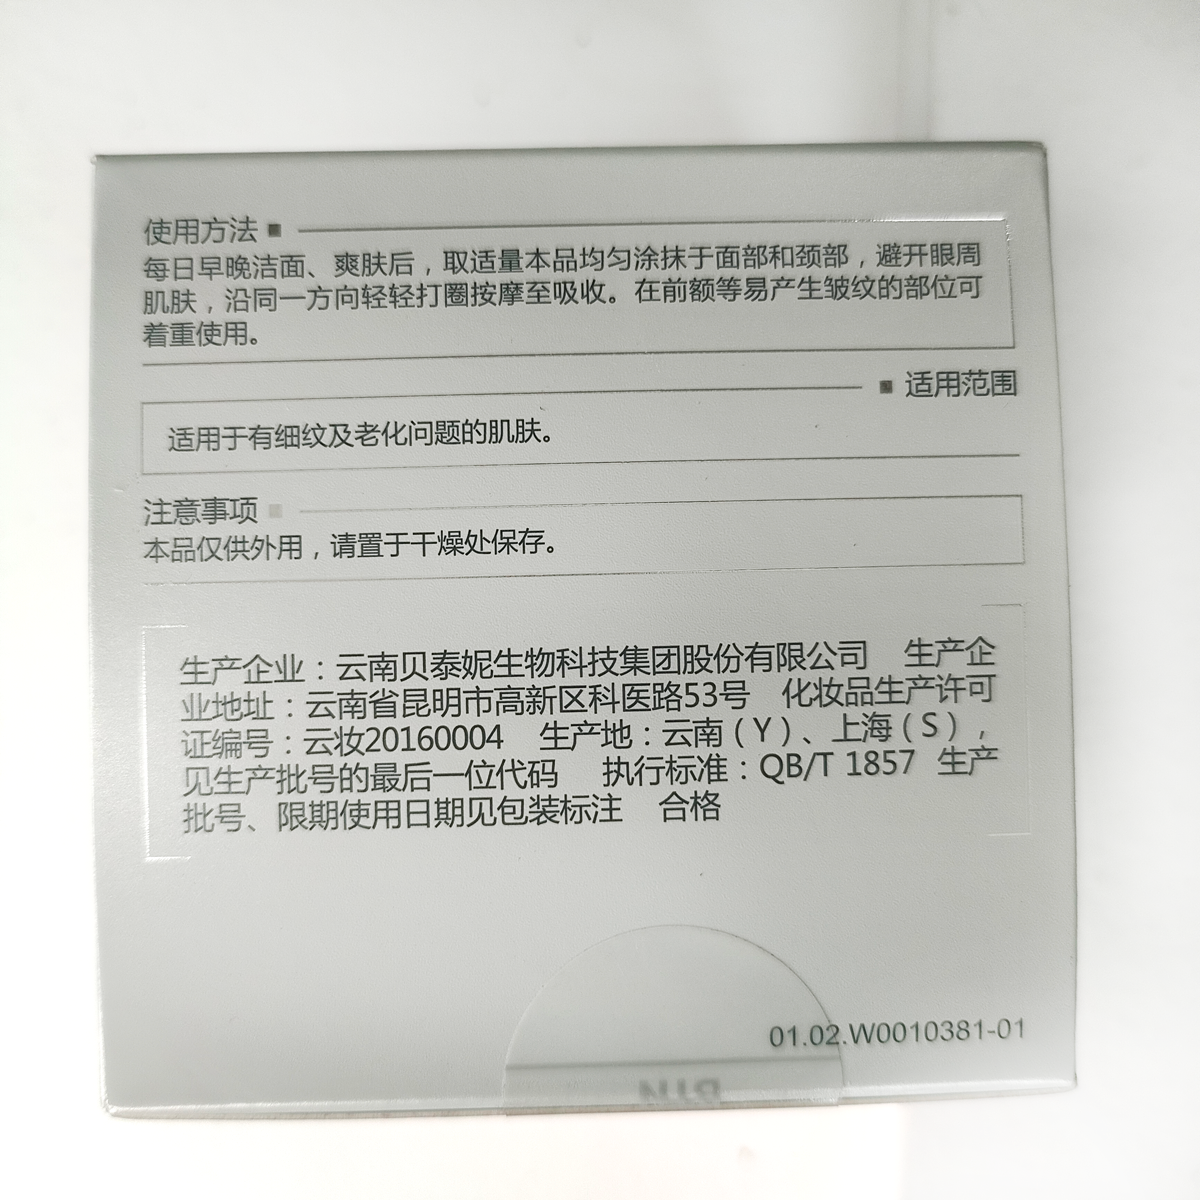 使用方法
每日早晚洁面、爽肤后，取适量本品均匀涂抹于面部和颈部，避开眼周
肌肤，沿同一方向轻轻打圈按摩至吸收。在前额等易产生皱纹的部位可
着重使用。
适用范围
适用于有细纹及老化问题的肌肤。
注意事项
本品仅供外用，请置于干燥处保存。
生产企业：云南贝泰妮生物科技集团股份有限公司 生产企
业地址：云南省昆明市高新区科医路53号 化妆品生产许可
证编号：云妆20160004 生产地：云南（Y）、上海（S），
见生产批号的最后一位代码 执行标准：QB/T 1857 生产
批号、限期使用日期见包装标注 合格
01.02.W0010381-01